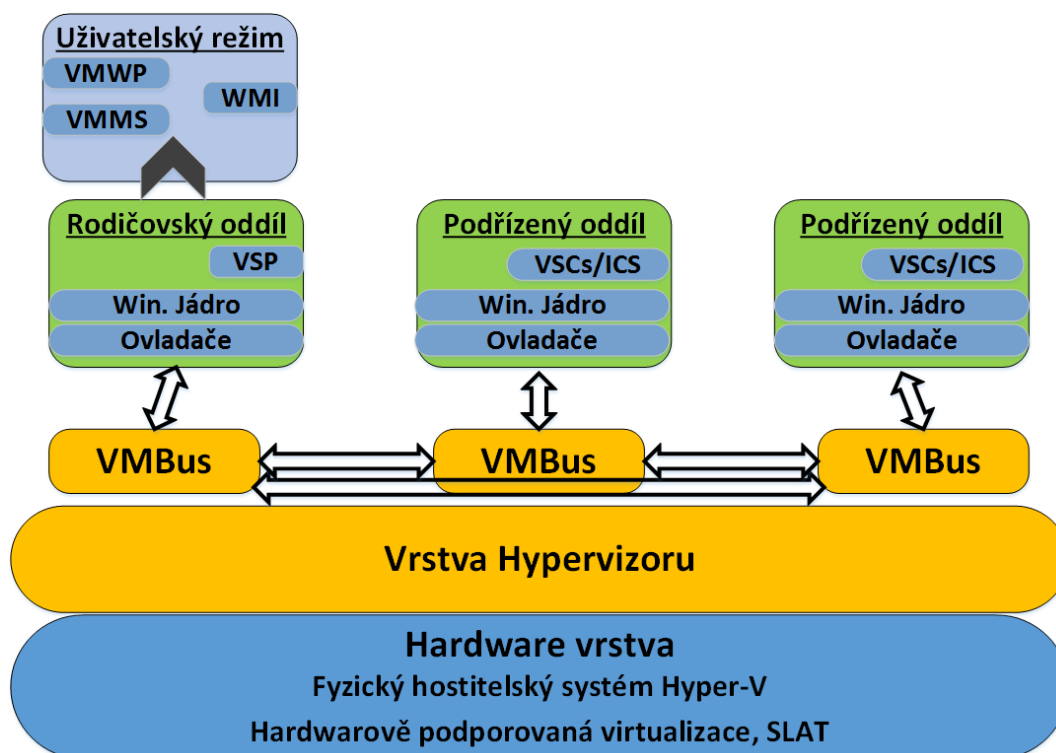 Uživatelský režim
VMWP
WMI
VMMS
Rodičovský oddíl
VSP
Win. Jádro
Ovladače
Podřízený oddíl
VSCs/ICS
Win. Jádro
Ovladače
Podřízený oddíl
VSCs/ICS
Win. Jádro
Ovladače
VMBus
VMBus
VMBus
Vrstva Hypervizoru
Hardware vrstva
Fyzický hostitelský systém Hyper-V
Hardwarově podporovaná virtualizace, SLAT